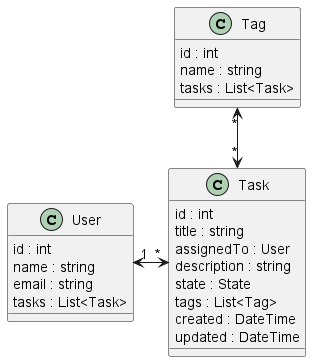 C Tag
id : int
name : string
tasks : List<Task>
*
*
C Task
id : int
title : string
assignedTo : User
description : string
state : State
tags : List<Tag>
created : DateTime
updated : DateTime
C User
id : int
name : string
email : string
tasks : List<Task>
1 *